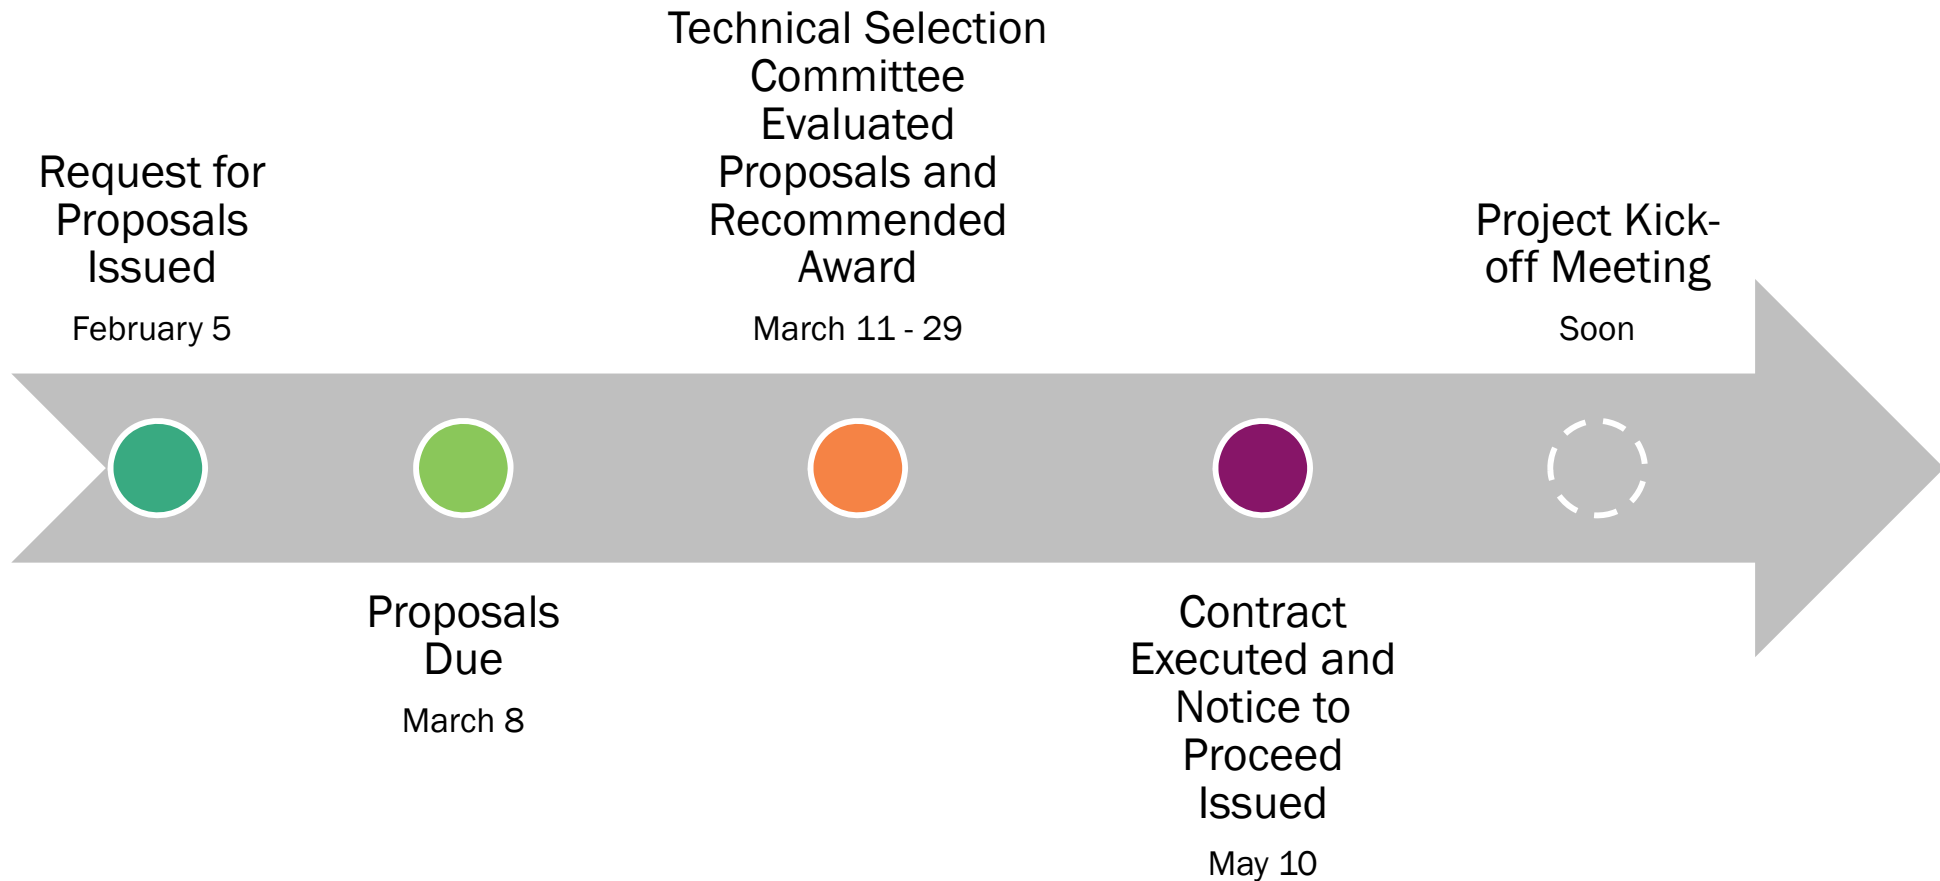 Request for
Proposals
Issued
February 5
Proposals
Due
March 8
Technical Selection
Committee
Evaluated
Proposals and
Recommended
Award
March 11 - 29
Contract
Executed and
Notice to
Proceed
Issued
May 10
Project Kick-
off Meeting
Soon